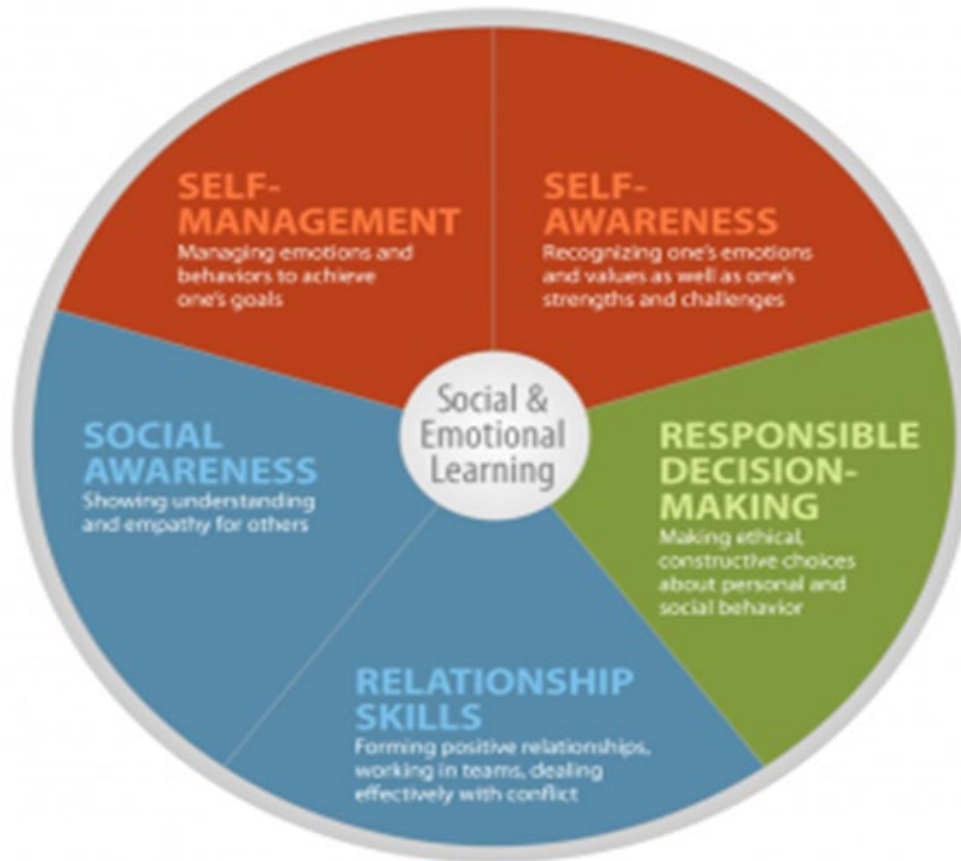 SELF-
MANAGEMENT
Managing emotions and
behaviors to achieve
one's goals
SELF-
AWARENESS
Recognizing one's emotions
and values as well as one's
strengths and challenges
SOCIAL
AWARENESS
Showing understanding
and empathy for others
Social &
Emotional
Learning
RESPONSIBLE
DECISION-
MAKING
Making ethical,
constructive choices
about personal and
social behavior
RELATIONSHIP
SKILLS
Forming positive relationships,
working in teams, dealing
effectively with conflict